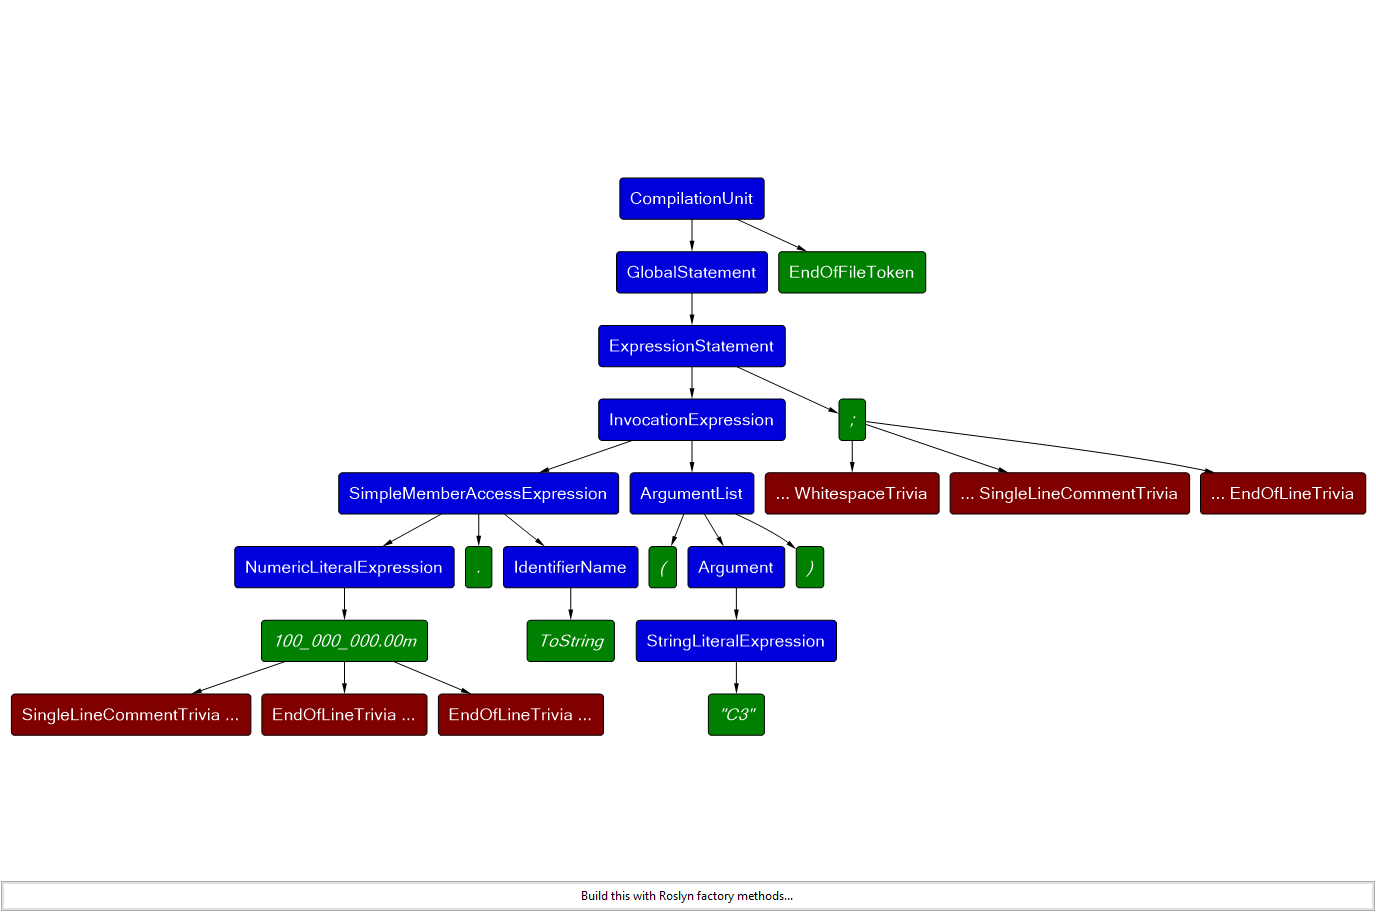 CompilationUnit
GlobalStatement
EndOfFileToken
ExpressionStatement
InvocationExpression
;
SimpleMemberAccessExpression
ArgumentList
... WhitespaceTrivia
... SingleLineCommentTrivia
... EndOfLineTrivia
NumericLiteralExpression
.
IdentifierName
(
Argument
)
100_000_000.00m
ToString
StringLiteralExpression
SingleLineCommentTrivia ...
EndOfLineTrivia ...
EndOfLineTrivia ...
"C3"
Build this with Roslyn factory methods...